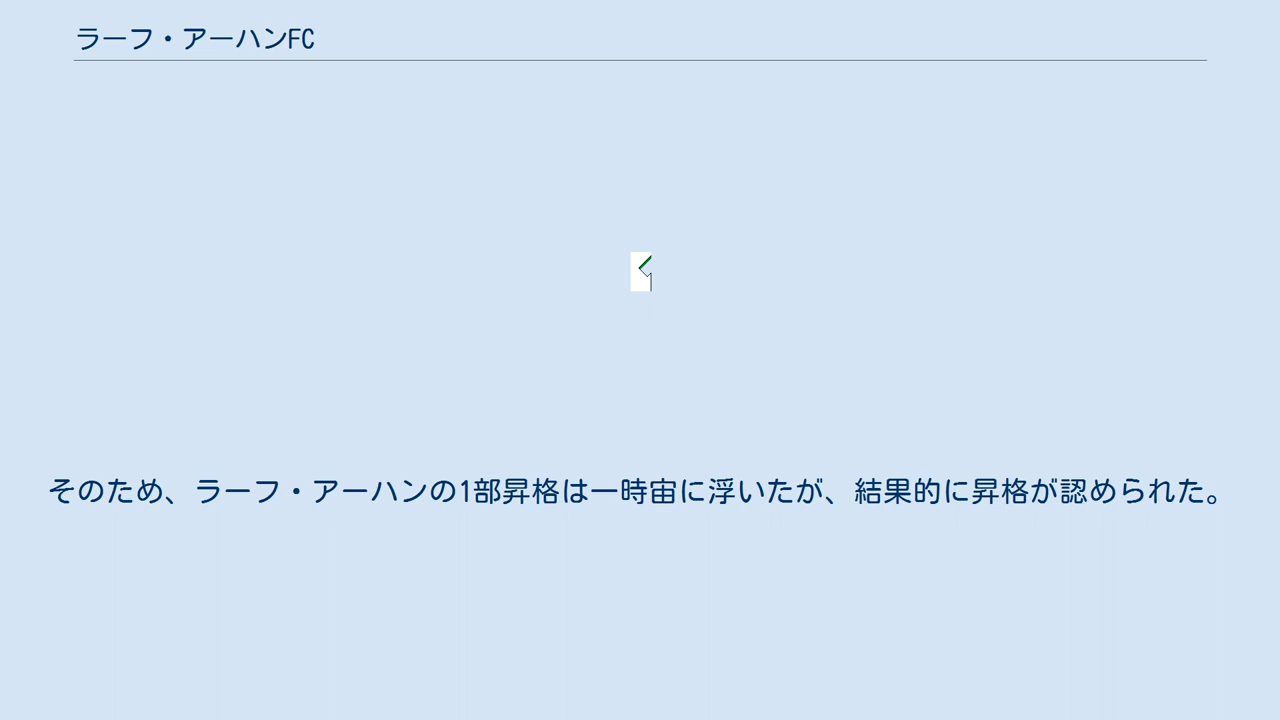 ラーフ・アーハンFC
そのため、ラーフ・アーハンの1部昇格は一時宙に浮いたが、結果的に昇格が認められた。